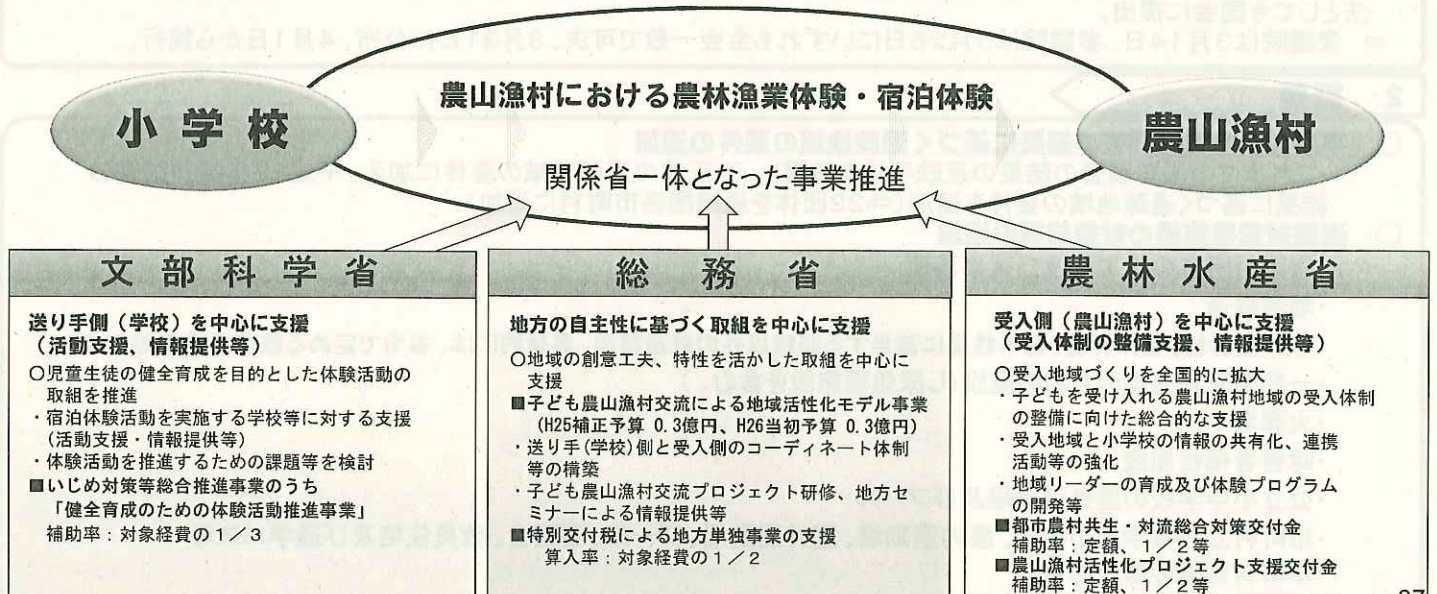 小学校
農山漁村における農林漁業体験・宿泊体験
農山漁村
関係省一体となった事業推進
文部科学省
送り手側（学校）を中心に支援
（活動支援、情報提供等）
〇児童生徒の健全育成を目的とした体験活動の
取組を推進
・宿泊体験活動を実施する学校等に対する支援
（活動支援・情報提供等）
・体験活動を推進するための課題等を検討
■いじめ対策等総合推進事業のうち
「健全育成のための体験活動推進事業」
補助率：対象経費の１／３
総務省
地方の自主性に基づく取組を中心に支援
〇地域の創意工夫、特性を活かした取組を中心に
支援
■子ども農山漁村交流による地域活性化モデル事業
（H25補正予算 0.3億円、H26当初予算 0.3億円）
・送り手(学校)側と受入側のコーディネート体制
等の構築
・子ども農山漁村交流プロジェクト研修、地方セ
ミナーによる情報提供等
■特別交付税による地方単独事業の支援
算入率：対象経費の１／２
農林水産省
受入側（農山漁村）を中心に支援
（受入体制の整備支援、情報提供等）
〇受入地域づくりを全国的に拡大
・子どもを受け入れる農山漁村地域の受入体制
の整備に向けた総合的な支援
・受入地域と小学校の情報の共有化、連携
活動等の強化
・地域リーダーの育成及び体験プログラム
の開発等
■都市農村共生・対流総合対策交付金
補助率：定額、１／２等
■農山漁村活性化プロジェクト支援交付金
補助率：定額、１／２等